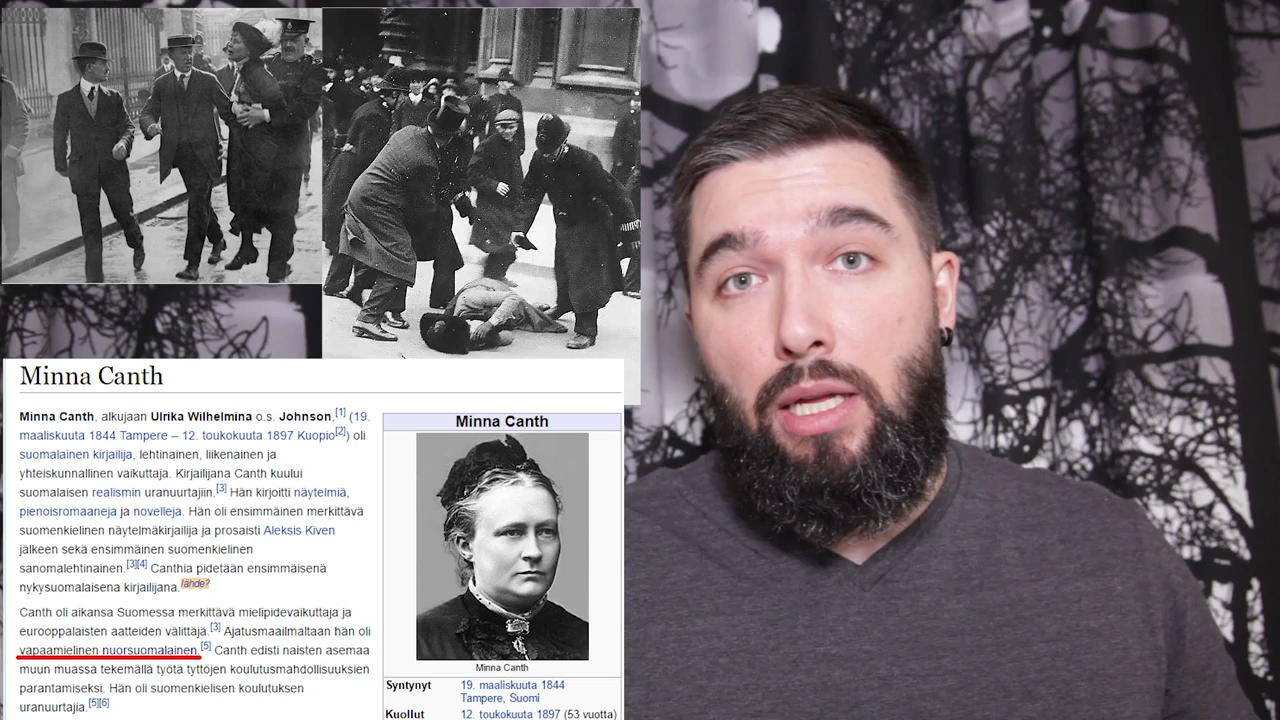 Minna Canth
Minna Canth, alkujaan Ulrika Wilhelmina o.s. Johnson,[1] (19.
maaliskuuta 1844 Tampere – 12. toukokuuta 1897 Kuopio[2]) oli
suomalainen kirjailija, lehtinainen, liikenainen ja
yhteiskunnallinen vaikuttaja. Kirjailijana Canth kuului
suomalaisen realismin uranuurtajiin.[3] Hän kirjoitti näytelmiä,
pienoisromaaneja ja novelleja. Hän oli ensimmäinen merkittävä
suomenkielinen näytelmäkirjailija ja prosaisti Aleksis Kiven
jälkeen sekä ensimmäinen suomenkielinen
sanomalehtinainen.[3][4] Canthia pidetään ensimmäisenä
nykysuomalaisena kirjailijana.lähde?
Canth oli aikansa Suomessa merkittävä mielipidevaikuttaja ja
eurooppalaisten aatteiden välittäjä.[3] Ajatusmaailmaltaan hän oli
vapaamielinen nuorsuomalainen.[5] Canth edisti naisten asemaa
muun muassa tekemällä työtä tyttöjen koulutusmahdollisuuksien
parantamiseksi. Hän oli suomenkielisen koulutuksen
uranuurtajia.[5][6]
Minna Canth
Minna Canth
Syntynyt 19. maaliskuuta 1844
Tampere, Suomi
Kuollut 12. toukokuuta 1897 (53 vuotta)